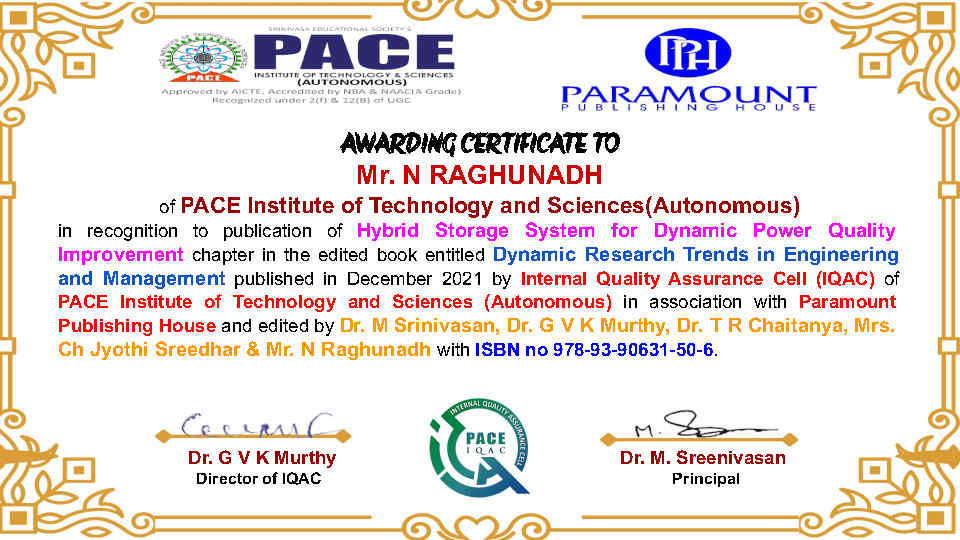 SRINIVASA EDUCATIONAL SOCIETY'S
PACE
INSTITUTE OF TECHNOLOGY & SCIENCES
(AUTONOMOUS)
Approved by AICTE, Accredited by NBA & NAAC(A Grade)
Recognized under 2(f) & 12(B) of UGC
PACE
PH
PARAMOUNT
PUBLISHING HOUSE
AWARDING CERTIFICATE TO
Mr. N RAGHUNADH
of PACE Institute of Technology and Sciences(Autonomous)
in recognition to publication of Hybrid Storage System for Dynamic Power Quality
Improvement chapter in the edited book entitled Dynamic Research Trends in Engineering
and Management published in December 2021 by Internal Quality Assurance Cell (IQAC) of
PACE Institute of Technology and Sciences (Autonomous) in association with Paramount
Publishing House and edited by Dr. M Srinivasan, Dr. G V K Murthy, Dr. T R Chaitanya, Mrs.
Ch Jyothi Sreedhar & Mr. N Raghunadh with ISBN no 978-93-90631-50-6.
INTERNAL QUALITY ASSURANCE CELL
PACE
IQAC
Dr. G V K Murthy
Director of IQAC
M.
Dr. M. Sreenivasan
Principal